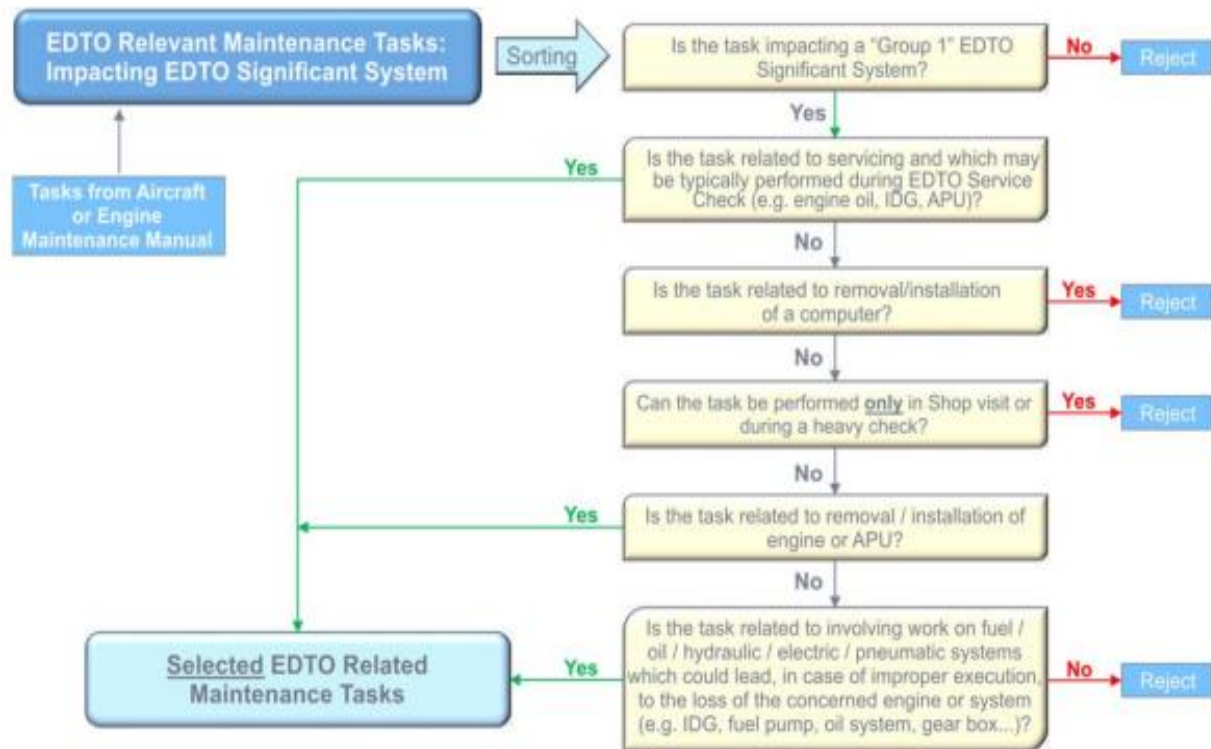 EDTO Relevant Maintenance Tasks:
Impacting EDTO Significant System
Sorting
Is the task impacting a "Group 1" EDTO
Significant System?
No
Reject
Yes
Tasks from Aircraft
or Engine
Maintenance Manual
Yes
Is the task related to servicing and which may
be typically performed during EDTO Service
Check (e.g. engine oil, IDG, APU)?
No
Is the task related to removal/installation
of a computer?
Yes
Reject
No
Can the task be performed only in Shop visit or
during a heavy check?
Yes
Reject
No
Yes
Is the task related to removal / installation of
engine or APU?
No
Selected EDTO Related
Maintenance Tasks
Yes
Is the task related to involving work on fuel /
oil / hydraulic / electric / pneumatic systems
which could lead, in case of improper execution,
to the loss of the concerned engine or system
(e.g. IDG, fuel pump, oil system, gear box...)?
No
Reject